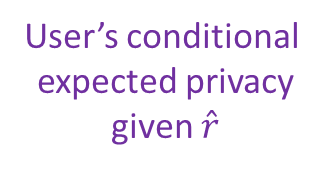 User’s conditional
expected privacy
given r̂